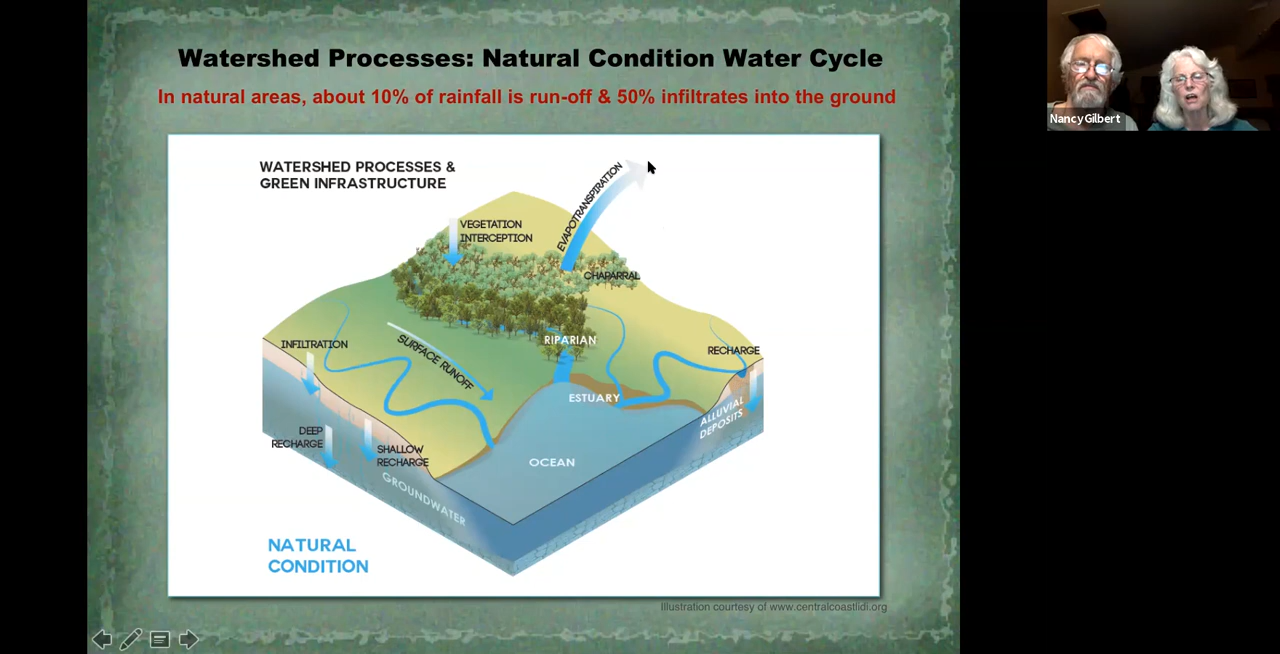 Watershed Processes: Natural Condition Water Cycle
In natural areas, about 10% of rainfall is run-off & 50% infiltrates into the ground
WATERSHED PROCESSES &
GREEN INFRASTRUCTURE
EVAPOTRANSPIRATION
VEGETATION
INTERCEPTION
CHAPARRAL
INFILTRATION
SURFACE RUNOFF
RIPARIAN
RECHARGE
ESTUARY
ALLUVIAL
DEPOSITS
DEEP
RECHARGE
SHALLOW
RECHARGE
OCEAN
GROUNDWATER
NATURAL
CONDITION
Illustration courtesy of www.centralcoastlidi.org
Nancy Gilbert